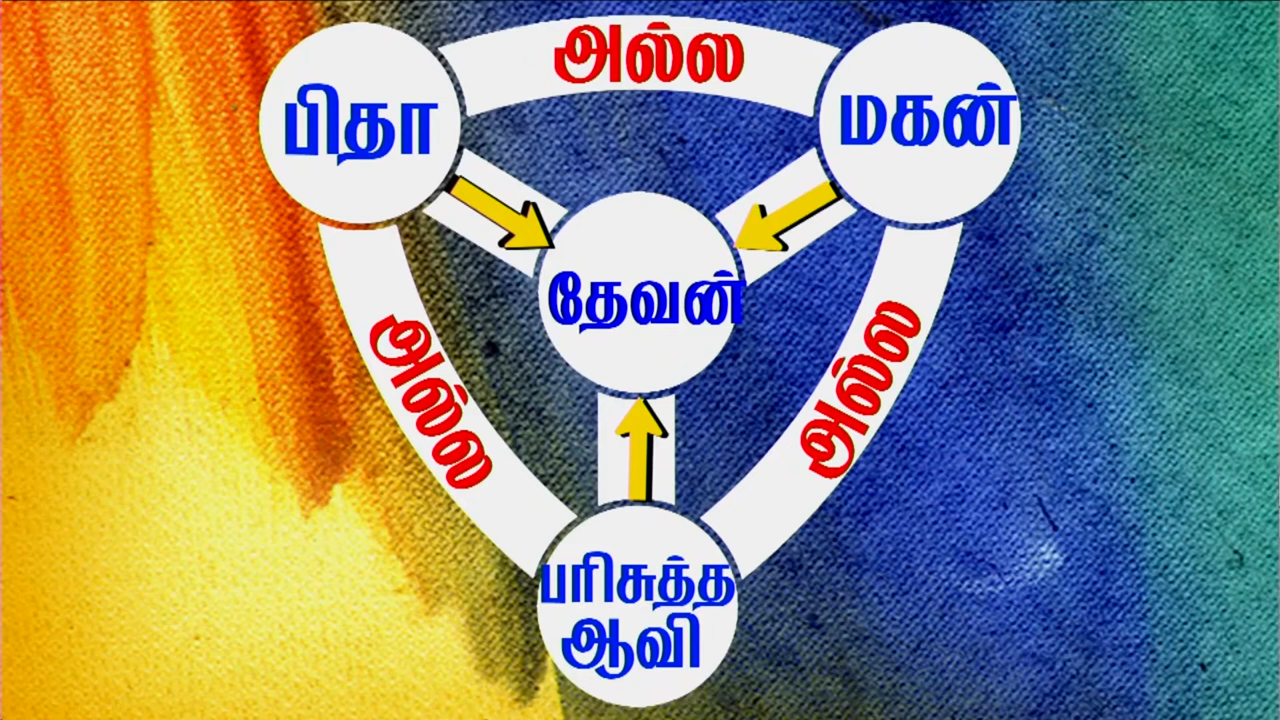 அல்ல
பிதா
மகன்
தேவன்
அல்ல
அல்ல
பரிசுத்த
ஆவி